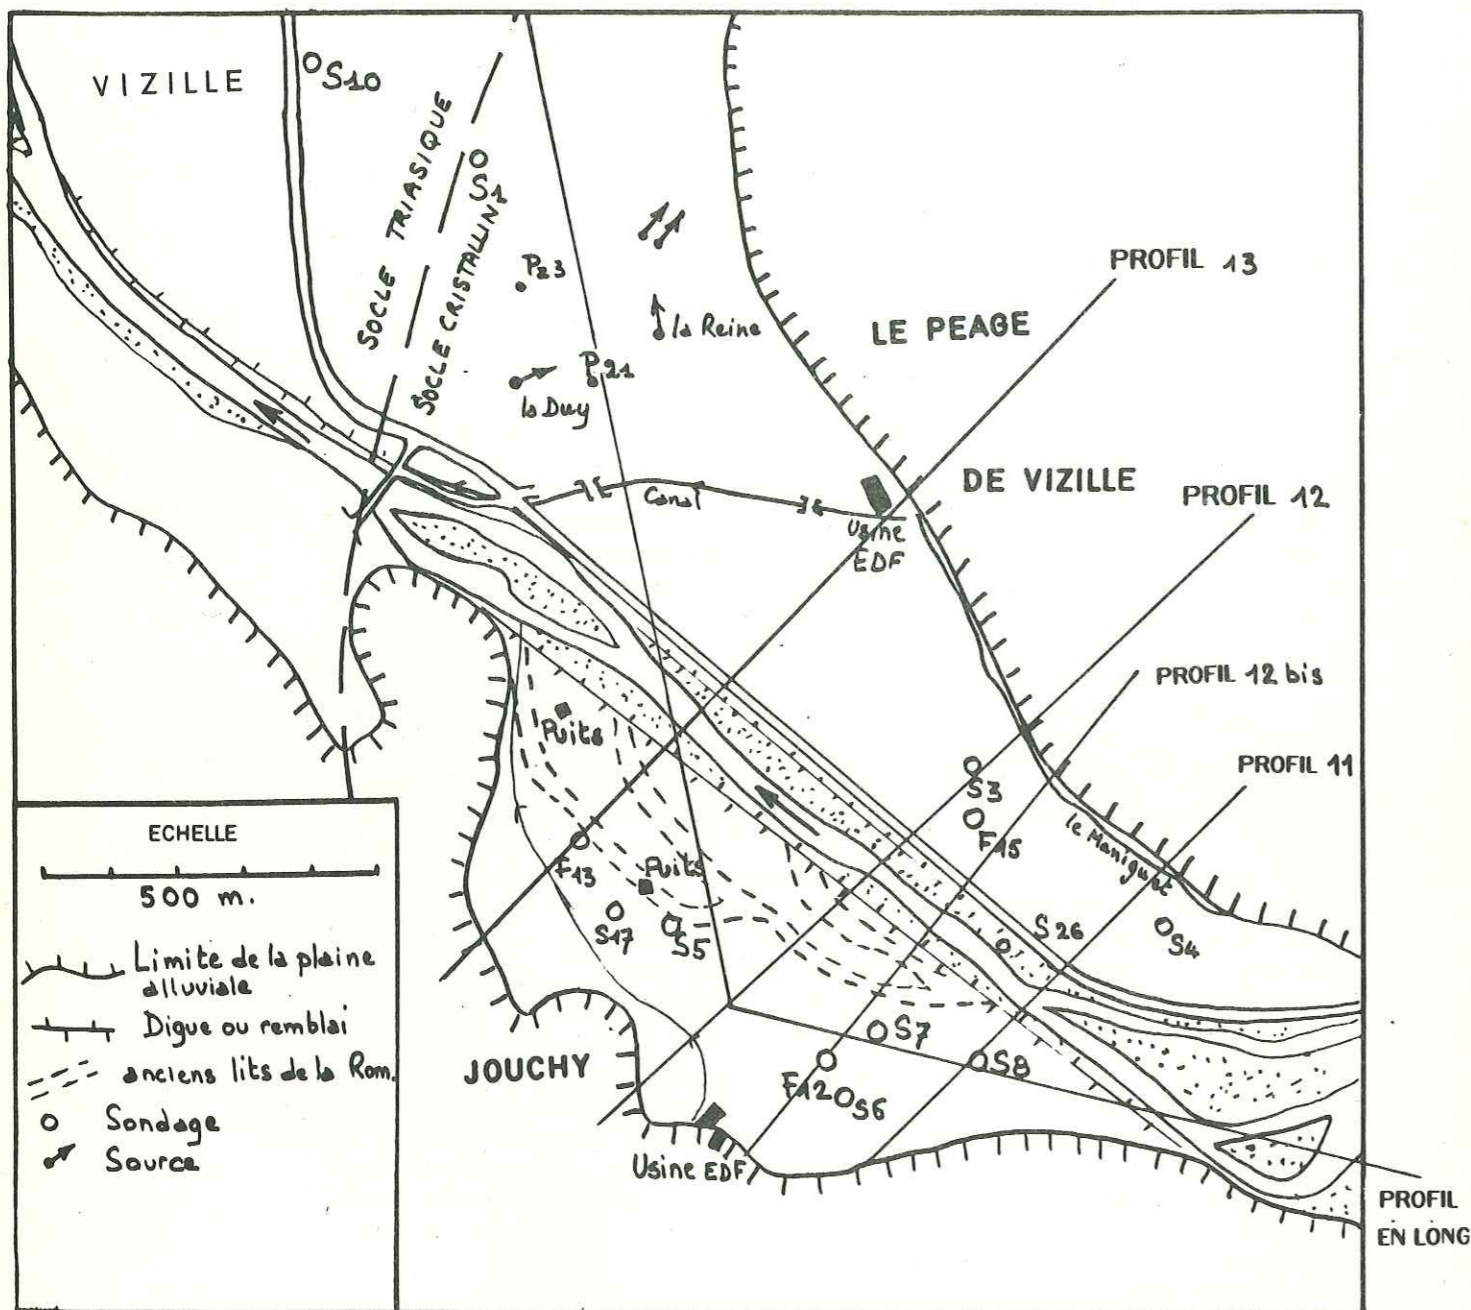 VIZILLE
S10
SOCLE TRIASIQUE
SOCLE CRISTALLIN
S1
P23
la Reine
P21
la Duy
PROFIL 13
LE PEAGE
DE VIZILLE
Canal
Usine
EDF
PROFIL 12
PROFIL 12 bis
PROFIL 11
Puits
S3
F15
le Maniguet
F13
Puits
S17
S5
S26
S4
S7
S8
F12
S6
JOUCHY
Usine EDF
PROFIL
EN LONG
ECHELLE
500 m.
Limite de la plaine
alluviale
Digue ou remblai
anciens lits de la Rom.
Sondage
Source